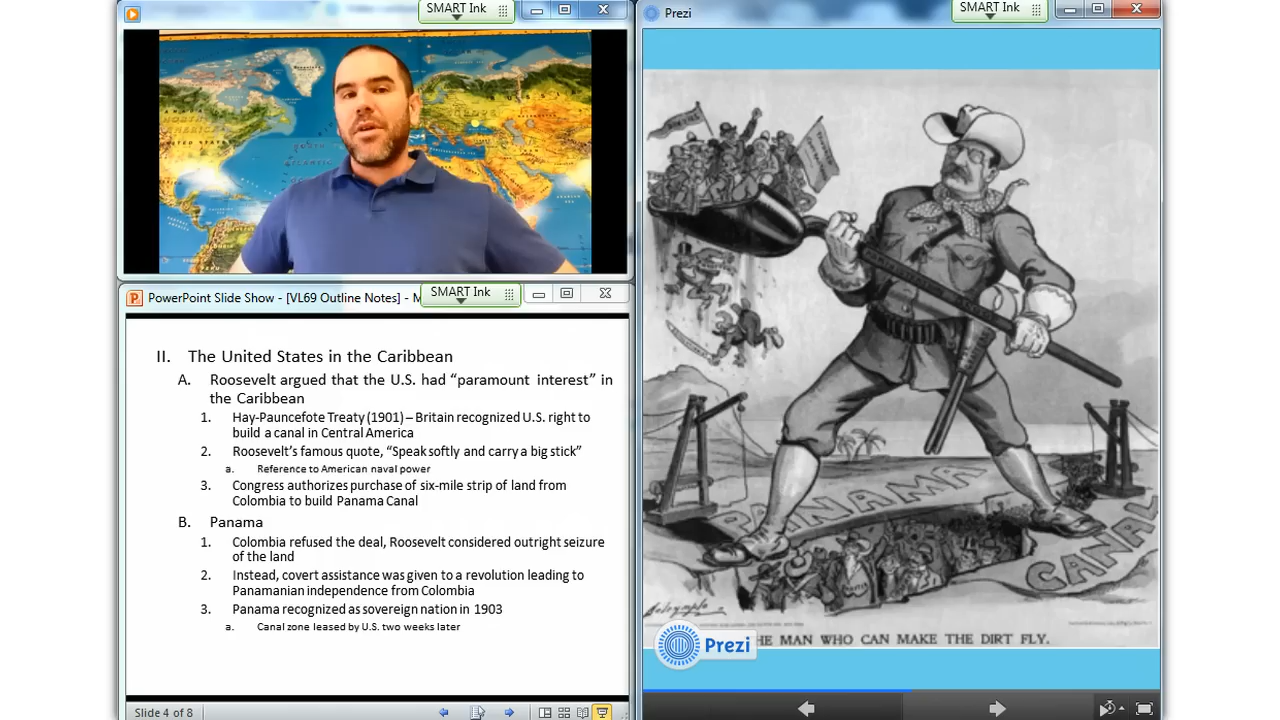 SMART Ink
PowerPoint Slide Show - [VL69 Outline Notes] - M
SMART Ink
II. The United States in the Caribbean
A. Roosevelt argued that the U.S. had “paramount interest” in
the Caribbean
1. Hay-Pauncefote Treaty (1901) – Britain recognized U.S. right to
build a canal in Central America
2. Roosevelt’s famous quote, “Speak softly and carry a big stick”
a. Reference to American naval power
3. Congress authorizes purchase of six-mile strip of land from
Colombia to build Panama Canal
B. Panama
1. Colombia refused the deal, Roosevelt considered outright seizure
of the land
2. Instead, covert assistance was given to a revolution leading to
Panamanian independence from Colombia
3. Panama recognized as sovereign nation in 1903
a. Canal zone leased by U.S. two weeks later
Slide 4 of 8
Prezi
SMART Ink
PANAMA
CANAL
Prezi
HE MAN WHO CAN MAKE THE DIRT FLY.